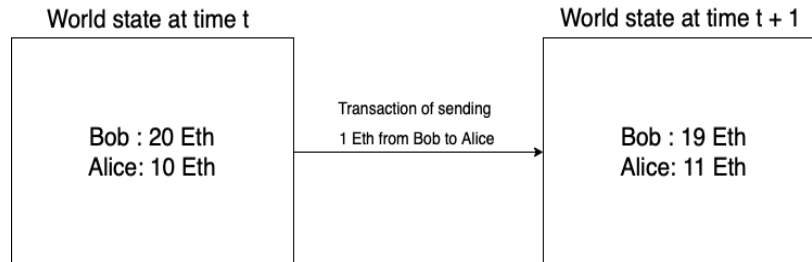 World state at time t
World state at time t + 1
Bob : 20 Eth
Alice: 10 Eth
Transaction of sending
1 Eth from Bob to Alice
Bob : 19 Eth
Alice: 11 Eth